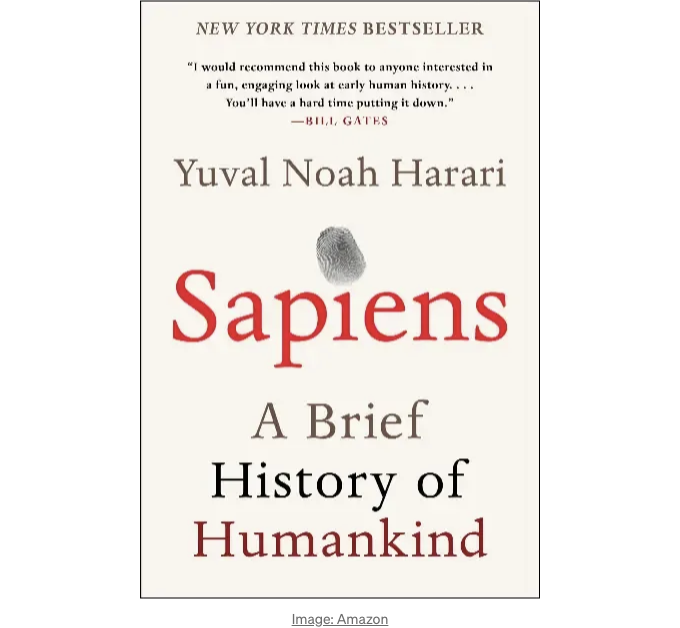 NEW YORK TIMES BESTSELLER
“I would recommend this book to anyone interested in
a fun, engaging look at early human history. . . .
You’ll have a hard time putting it down.”
—BILL GATES
Yuval Noah Harari
Sapiens
A Brief
History of
Humankind
Image: Amazon